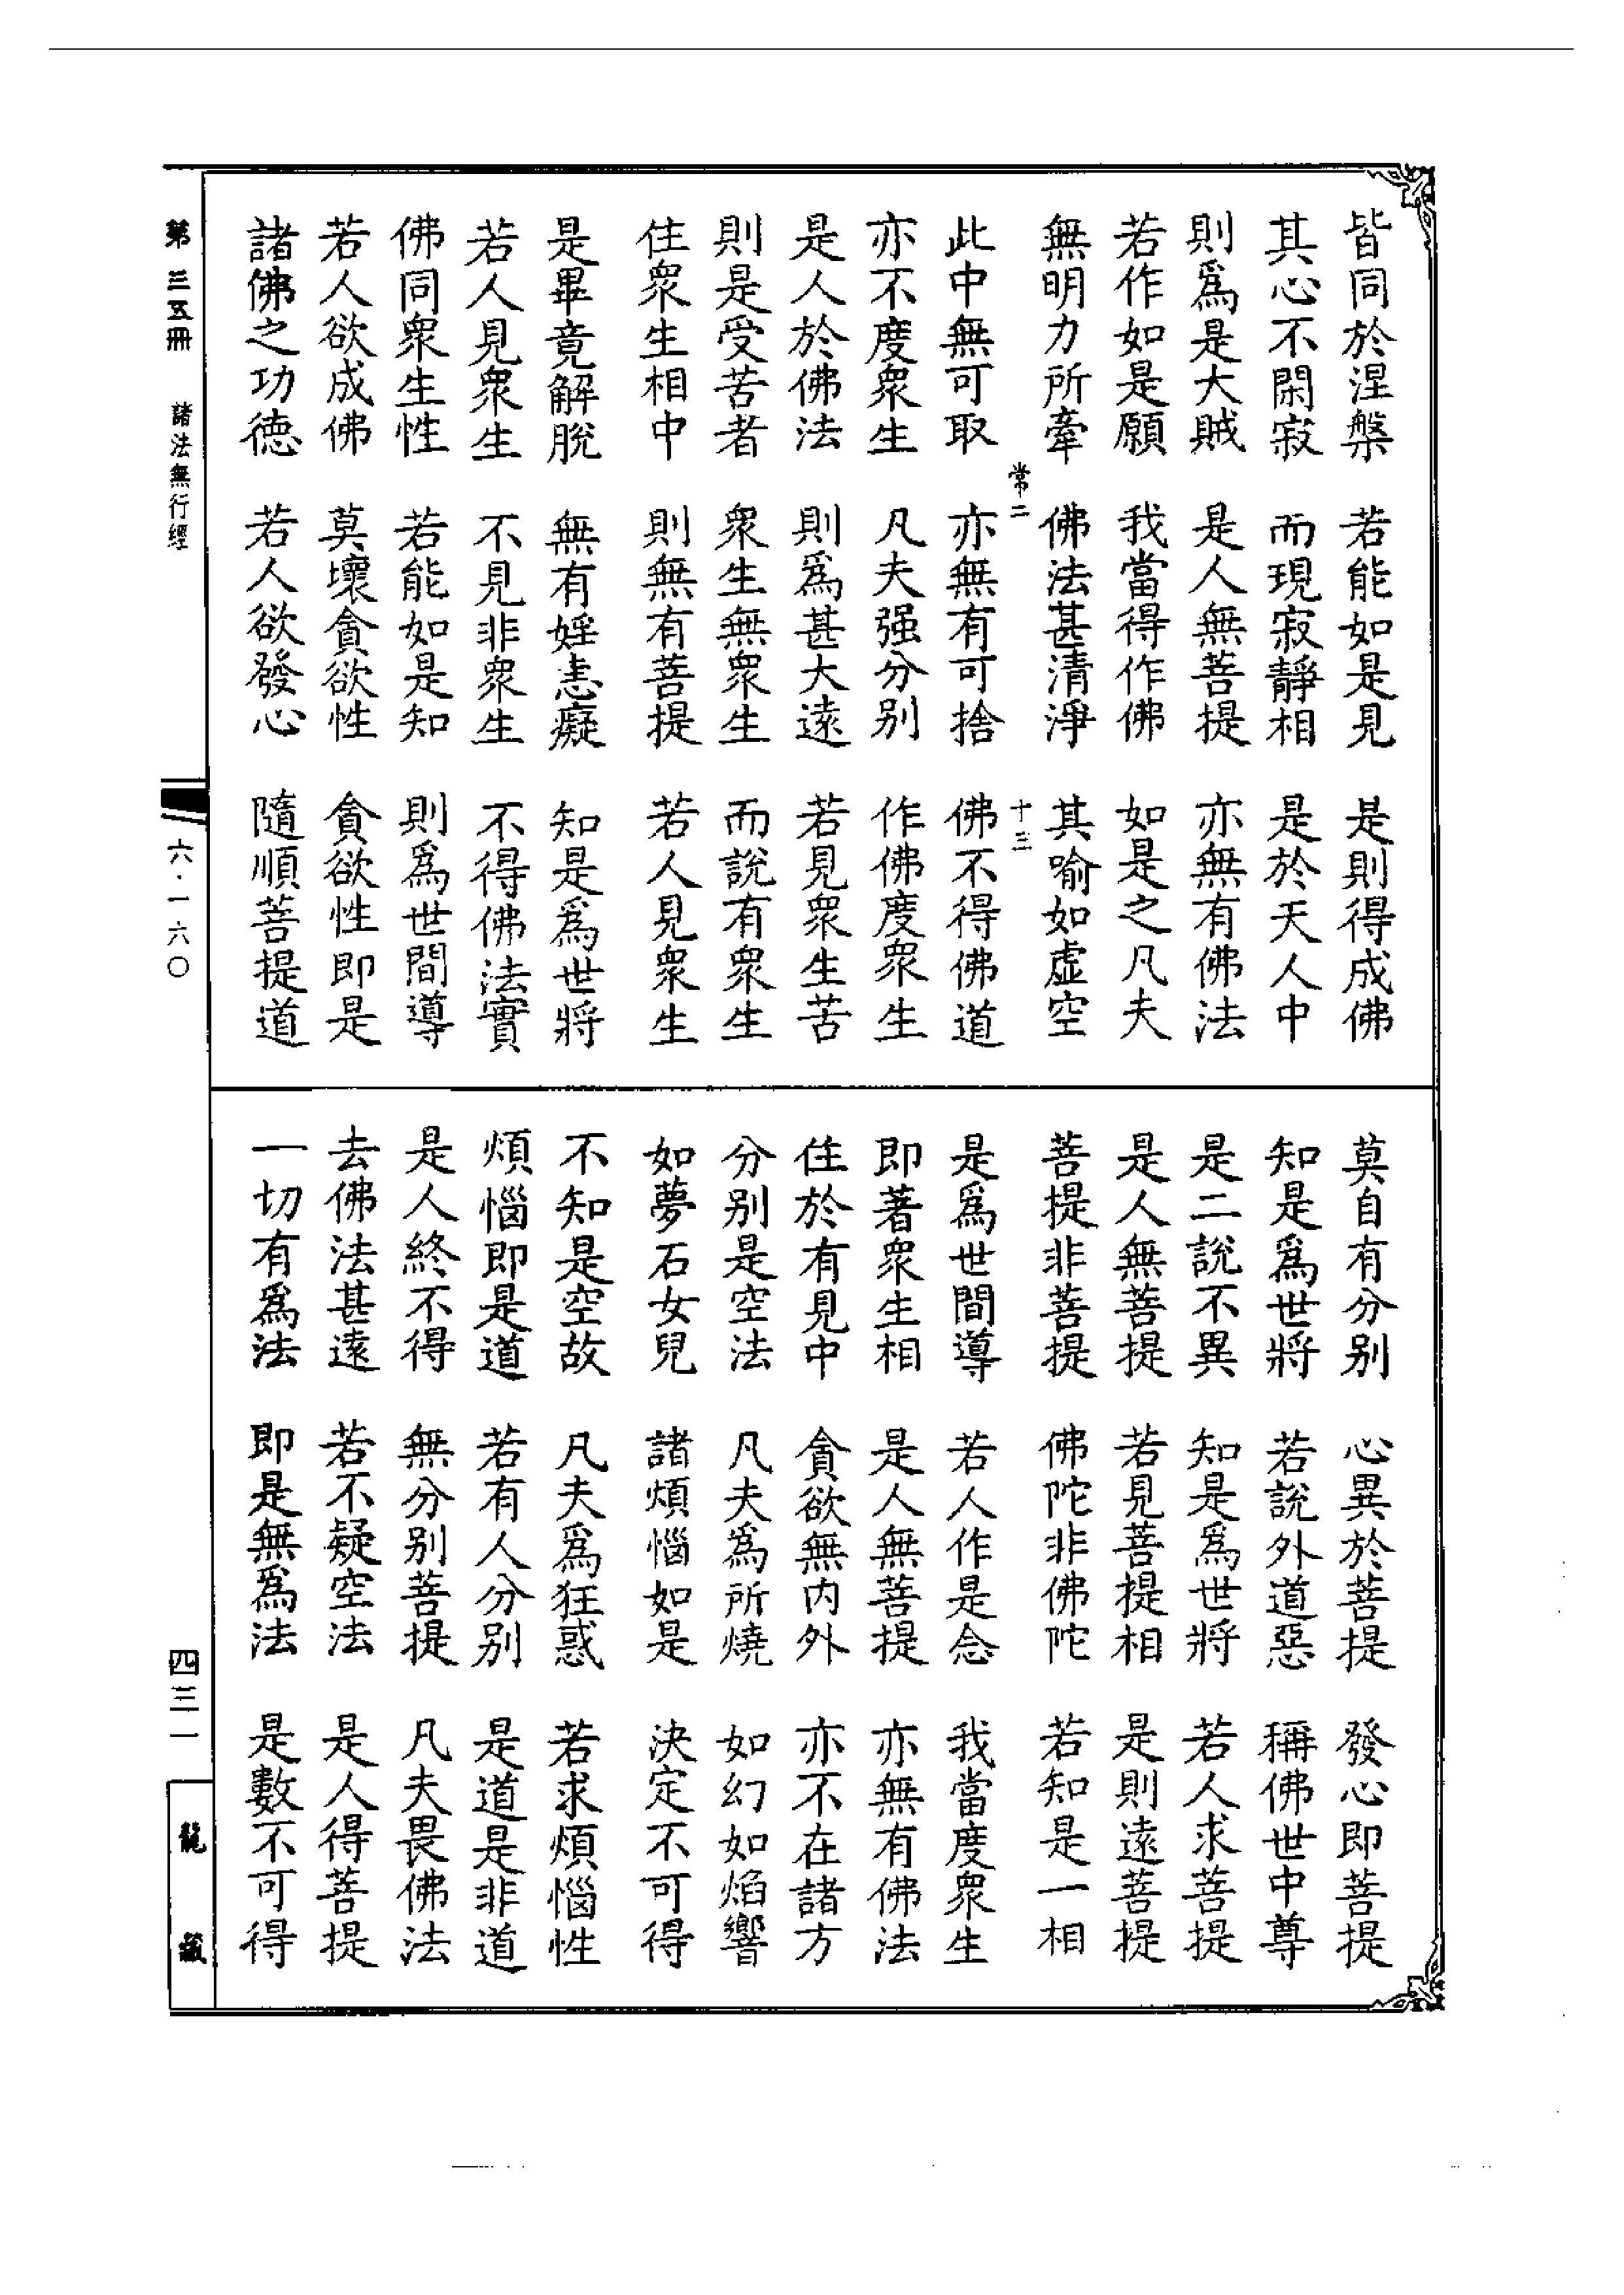 皆同於涅槃　若能如是見　是則得成佛
其心不閑寂　而現寂靜相　是於天人中
則爲是大賊　是人無菩提　亦無有佛法
若作如是願　我當得作佛　如是之凡夫
無明力所牽　佛法甚清淨　其喻如虛空
常二　十三
此中無可取　亦無有可捨　佛不得佛道
亦不度衆生　凡夫强分別　作佛度衆生
是人於佛法　則爲甚大遠　若見衆生苦
則是受苦者　衆生無衆生　而說有衆生
住衆生相中　則無有菩提　若人見衆生
是畢竟解脫　無有婬恚癡　知是爲世將
若人見衆生　不見非衆生　不得佛法實
佛同衆生性　若能如是知　則爲世間導
若人欲成佛　莫壞貪欲性　貪欲性即是
諸佛之功德　若人欲發心　隨順菩提道
莫自有分別　心異於菩提　發心即菩提
知是爲世將　若說外道惡　稱佛世中尊
是二說不異　知是爲世將　若人求菩提
是人無菩提　若見菩提相　是則遠菩提
菩提非菩提　佛陀非佛陀　若知是一相
是爲世間導　若人作是念　我當度衆生
即著衆生相　是人無菩提　亦無有佛法
住於有見中　貪欲無内外　亦不在諸方
分別是空法　凡夫爲所燒　如幻如焰響
如夢石女兒　諸煩惱如是　決定不可得
不知是空故　凡夫爲狂惑　若求煩惱性
煩惱即是道　若有人分別　是道是非道
是人終不得　無分別菩提　凡夫畏佛法
去佛法甚遠　若不疑空法　是人得菩提
一切有爲法　即是無爲法　是數不可得
第三五冊　諸法無行經　六·一六〇　四三一　龍藏